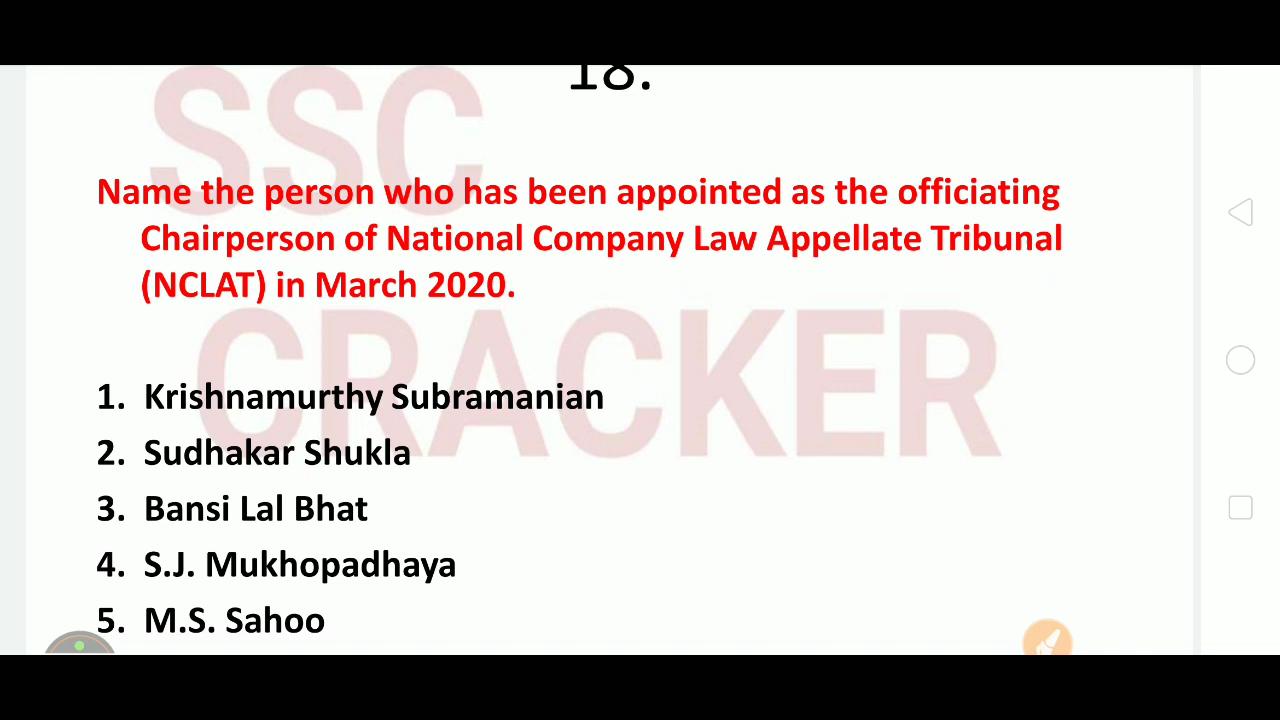 18.
SSC
Name the person who has been appointed as the officiating
Chairperson of National Company Law Appellate Tribunal
(NCLAT) in March 2020.
CRACKER
1. Krishnamurthy Subramanian
2. Sudhakar Shukla
3. Bansi Lal Bhat
4. S.J. Mukhopadhaya
5. M.S. Sahoo